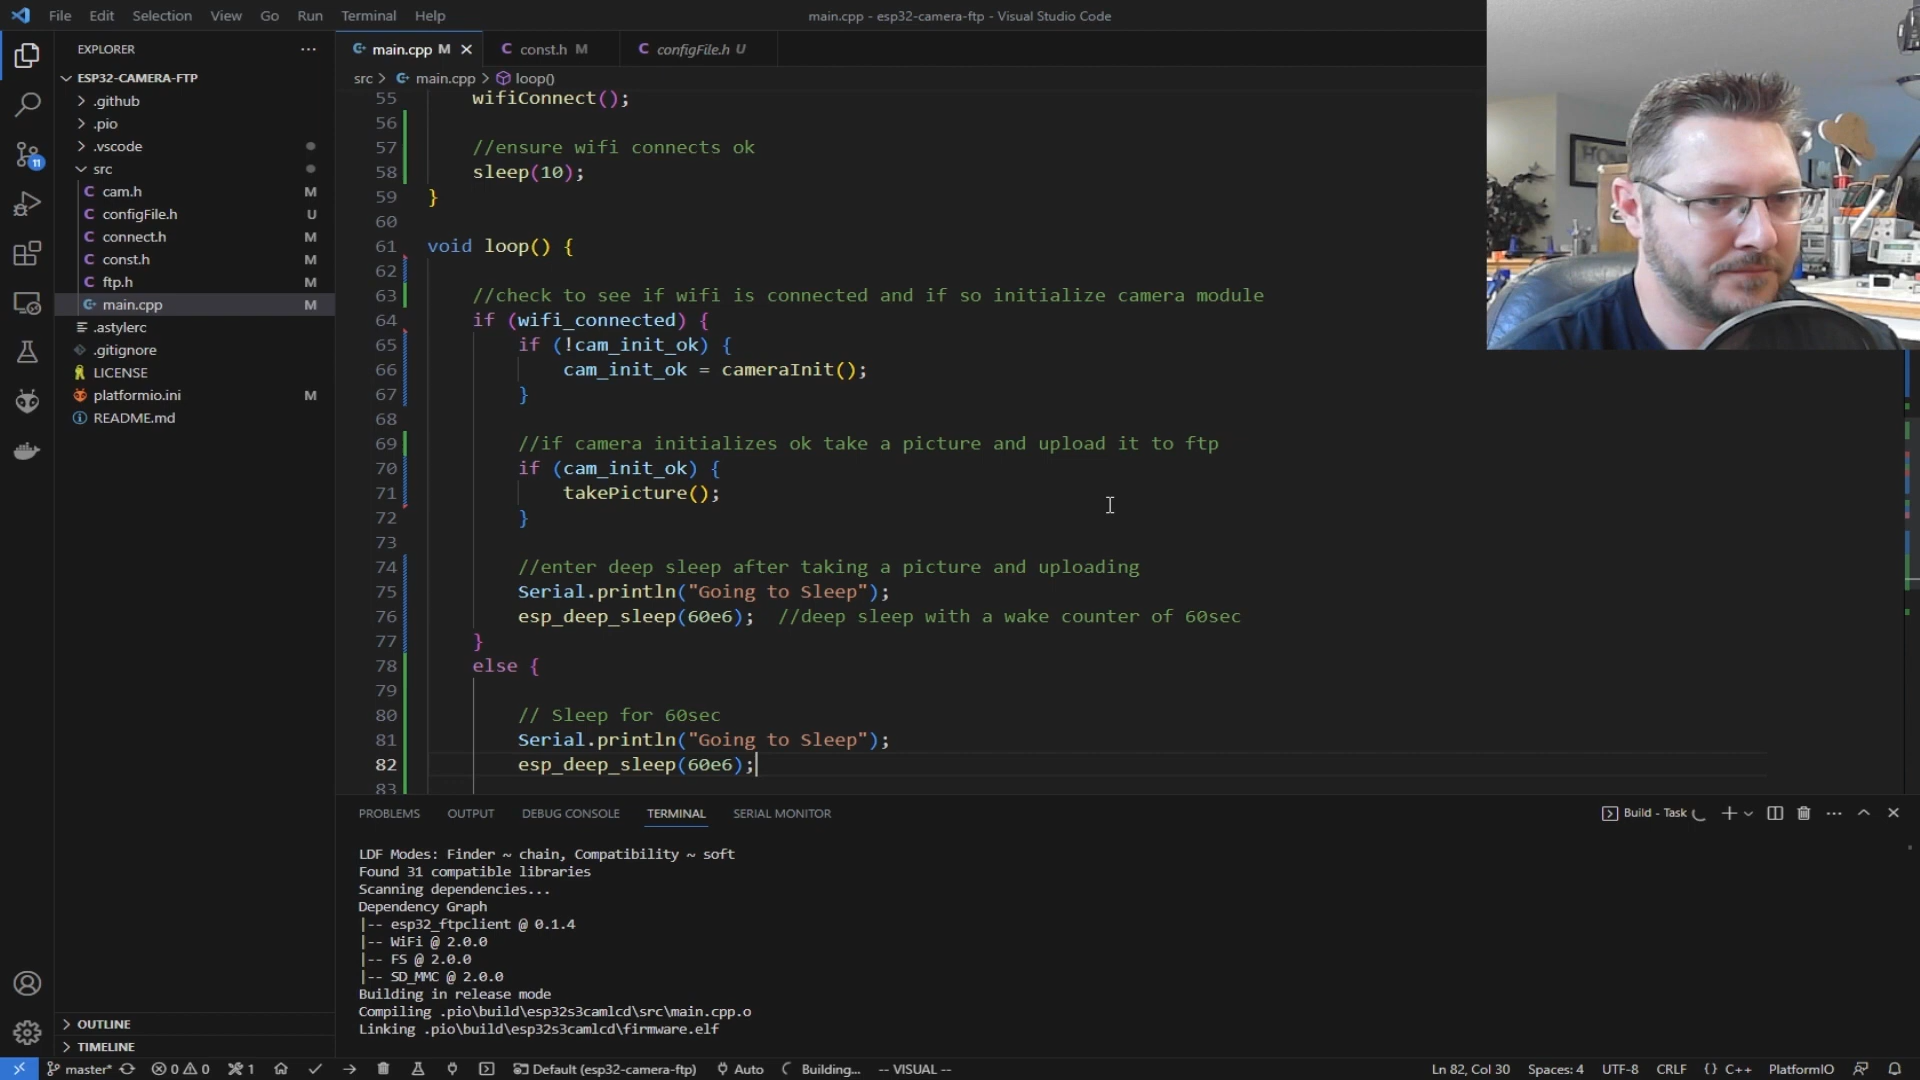 File Edit Selection View Go Run Terminal Help
main.cpp - esp32-camera-ftp - Visual Studio Code
EXPLORER
ESP32-CAMERA-FTP
.github
.pio
.vscode
src
C cam.h M
C configFile.h U
C connect.h M
C const.h M
C ftp.h M
main.cpp M
.astylerc
.gitignore
LICENSE
platformio.ini M
README.md
OUTLINE
TIMELINE
11
main.cpp M
C const.h M
C configFile.h U
src > main.cpp > loop()
55 wifiConnect();
56
57 //ensure wifi connects ok
58 sleep(10);
59 }
60
61 void loop() {
62
63 //check to see if wifi is connected and if so initialize camera module
64 if (wifi_connected) {
65 if (!cam_init_ok) {
66 cam_init_ok = cameraInit();
67 }
68
69 //if camera initializes ok take a picture and upload it to ftp
70 if (cam_init_ok) {
71 takePicture();
72 }
73
74 //enter deep sleep after taking a picture and uploading
75 Serial.println("Going to Sleep");
76 esp_deep_sleep(60e6); //deep sleep with a wake counter of 60sec
77 }
78 else {
79
80 // Sleep for 60sec
81 Serial.println("Going to Sleep");
82 esp_deep_sleep(60e6);
83
PROBLEMS OUTPUT DEBUG CONSOLE TERMINAL SERIAL MONITOR
Build - Task
LDF Modes: Finder ~ chain, Compatibility ~ soft
Found 31 compatible libraries
Scanning dependencies...
Dependency Graph
|-- esp32_ftpclient @ 0.1.4
|-- WiFi @ 2.0.0
|-- FS @ 2.0.0
|-- SD_MMC @ 2.0.0
Building in release mode
Compiling .pio\build\esp32s3camlcd\src\main.cpp.o
Linking .pio\build\esp32s3camlcd\firmware.elf
master* 0 0 1 Default (esp32-camera-ftp) Auto Building... -- VISUAL -- Ln 82, Col 30 Spaces: 4 UTF-8 CRLF {} C++ PlatformIO